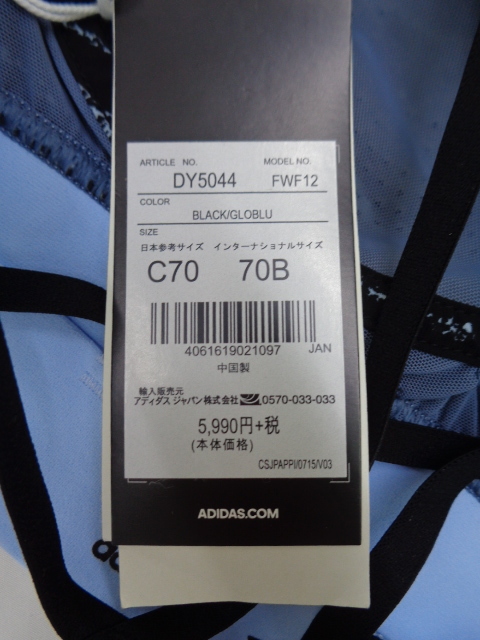 ARTICLE NO. MODEL NO.
DY5044 FWF12
COLOR
BLACK/GLOBLU
SIZE
日本参考サイズ インターナショナルサイズ
C70 70B
4061619021097 JAN
中国製
輸入販売元
アディダス ジャパン株式会社 0570-033-033
5,990円+税
(本体価格)
CSJPAPPI/0715/V03
ADIDAS.COM